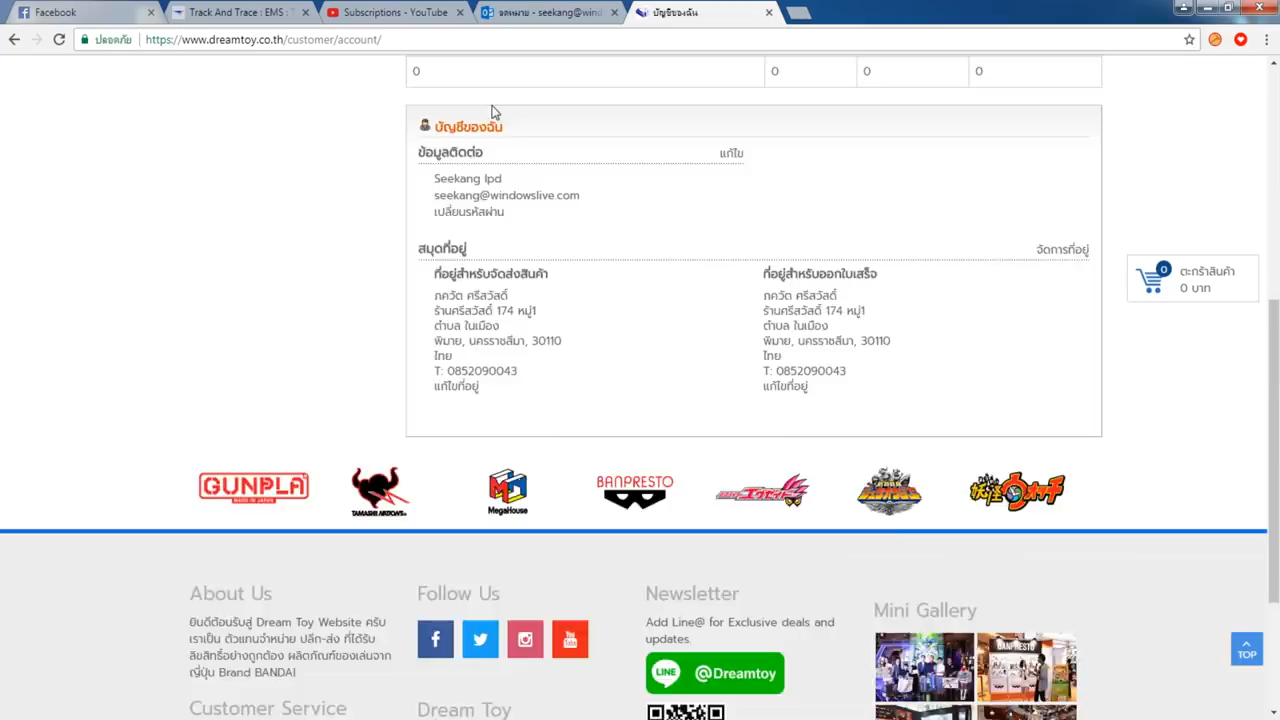 Facebook
Track And Trace : EMS : T
Subscriptions - YouTube
จดหมาย - seekang@wind
บัญชีของฉัน
ปลอดภัย
https://www.dreamtoy.co.th/customer/account/
0
0
0
0
บัญชีของฉัน
ข้อมูลติดต่อ
แก้ไข
Seekang lpd
seekang@windowslive.com
เปลี่ยนรหัสผ่าน
สมุดที่อยู่
จัดการที่อยู่
ที่อยู่สำหรับจัดส่งสินค้า
ภควัต ศรีสวัสดิ์
ร้านศรีสวัสดิ์ 174 หมู่1
ตำบล ในเมือง
พิมาย, นครราชสีมา, 30110
ไทย
T: 0852090043
แก้ไขที่อยู่
ที่อยู่สำหรับออกใบเสร็จ
ภควัต ศรีสวัสดิ์
ร้านศรีสวัสดิ์ 174 หมู่1
ตำบล ในเมือง
พิมาย, นครราชสีมา, 30110
ไทย
T: 0852090043
แก้ไขที่อยู่
0
ตะกร้าสินค้า
0 บาท
GUNPLA
MADE IN JAPAN
TAMASHII NATIONS
MegaHouse
BANPRESTO
妖怪ウォッチ
About Us
ยินดีต้อนรับสู่ Dream Toy Website ครับ
เราเป็น ตัวแทนจำหน่าย ปลีก-ส่ง ที่ได้รับ
ลิขสิทธิ์อย่างถูกต้อง ผลิตภัณฑ์ของเล่นจาก
ญี่ปุ่น Brand BANDAI
Customer Service
Follow Us
You Tube
Dream Toy
Newsletter
Add Line@ for Exclusive deals and
updates.
LINE @Dreamtoy
Mini Gallery
BANPRESTO
TOP